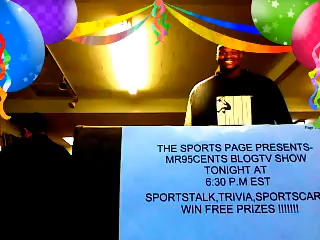 THE SPORTS PAGE PRESENTS-
MR95CENTS BLOGTV SHOW
TONIGHT AT
6:30 P.M EST
SPORTSTALK,TRIVIA,SPORTSCAR
WIN FREE PRIZES !!!!!!!